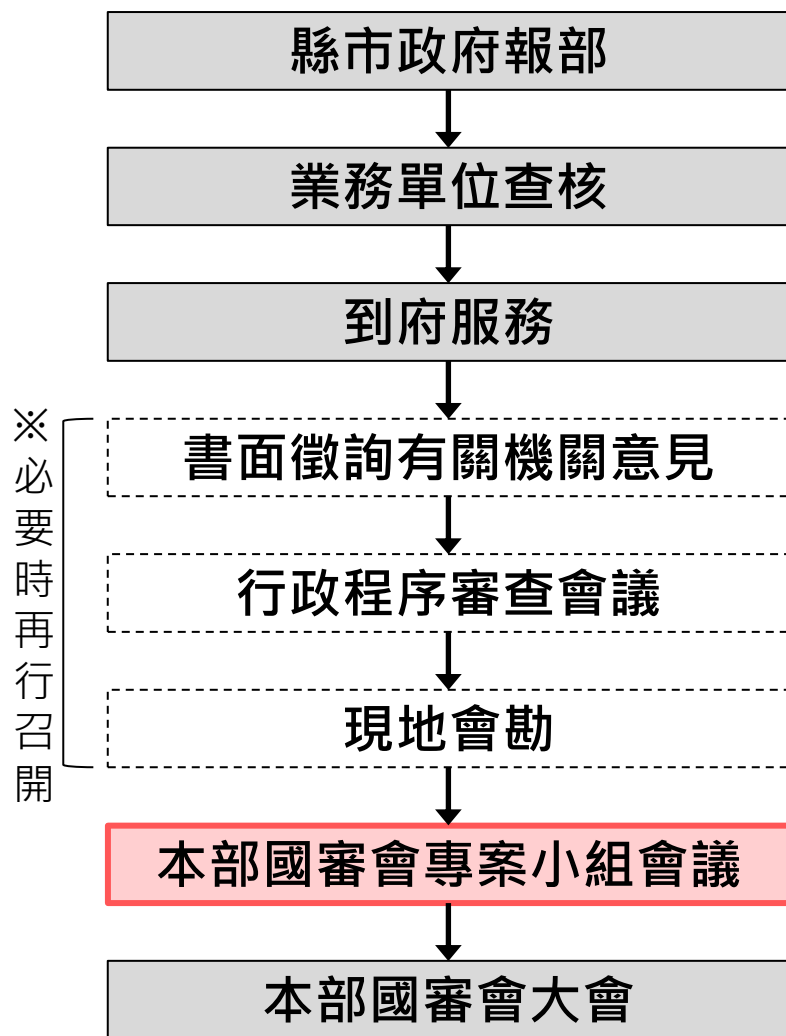 縣市政府報部
業務單位查核
到府服務
書面徵詢有關機關意見
行政程序審查會議
現地會勘
※必要時再行召開
本部國審會專案小組會議
本部國審會大會